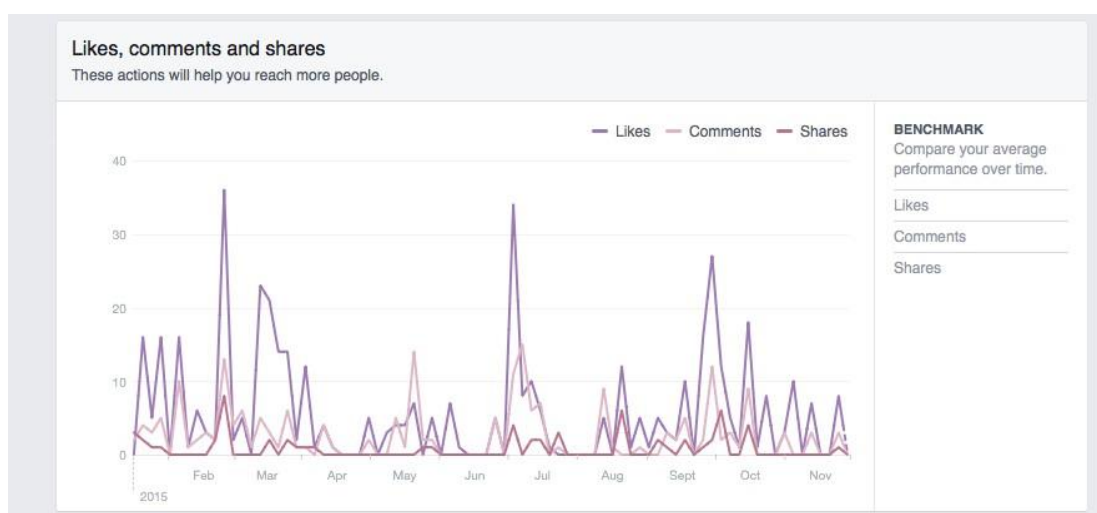 Likes, comments and shares
These actions will help you reach more people.
Likes Comments Shares
40
30
20
10
0
Feb Mar Apr May Jun Jul Aug Sept Oct Nov
2015
BENCHMARK
Compare your average
performance over time.
Likes
Comments
Shares